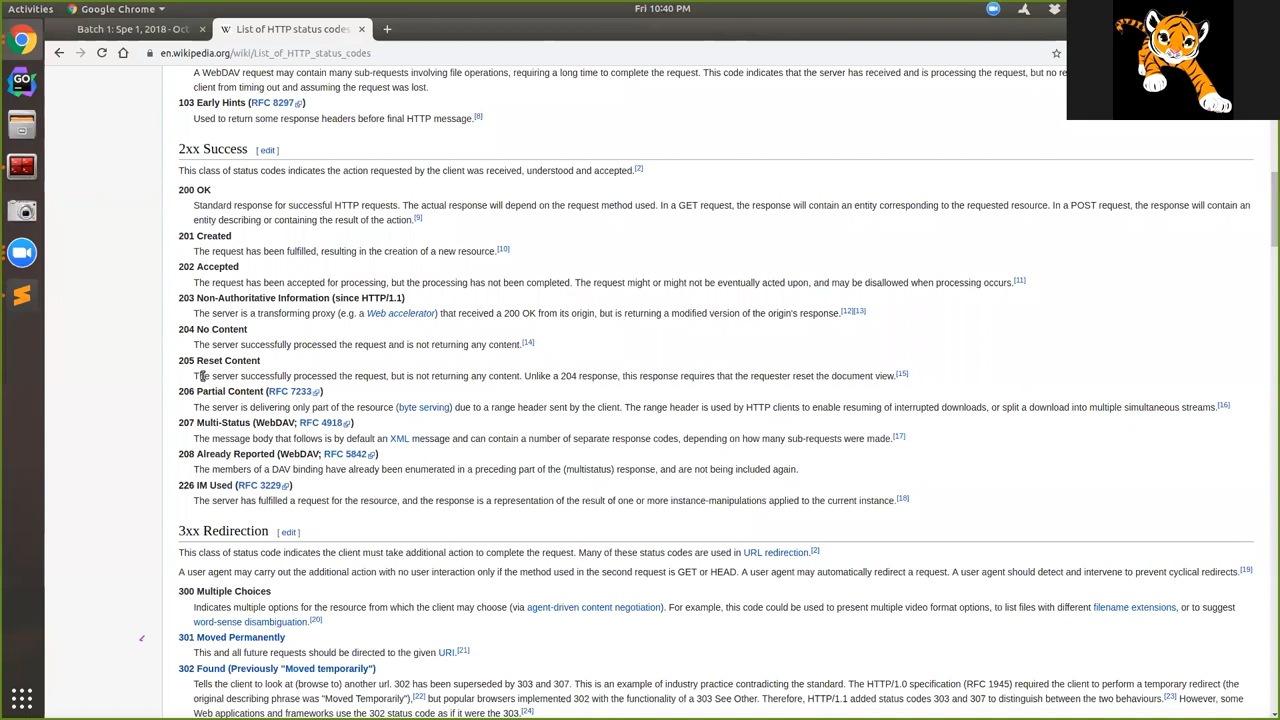 Activities Google Chrome Fri 10:40 PM
Batch 1: Spe 1, 2018 - Oct List of HTTP status codes
en.wikipedia.org/wiki/List_of_HTTP_status_codes
A WebDAV request may contain many sub-requests involving file operations, requiring a long time to complete the request. This code indicates that the server has received and is processing the request, but no re
client from timing out and assuming the request was lost.
103 Early Hints (RFC 8297)
Used to return some response headers before final HTTP message.[8]
2xx Success [ edit ]
This class of status codes indicates the action requested by the client was received, understood and accepted.[2]
200 OK
Standard response for successful HTTP requests. The actual response will depend on the request method used. In a GET request, the response will contain an entity corresponding to the requested resource. In a POST request, the response will contain an
entity describing or containing the result of the action.[9]
201 Created
The request has been fulfilled, resulting in the creation of a new resource.[10]
202 Accepted
The request has been accepted for processing, but the processing has not been completed. The request might or might not be eventually acted upon, and may be disallowed when processing occurs.[11]
203 Non-Authoritative Information (since HTTP/1.1)
The server is a transforming proxy (e.g. a Web accelerator) that received a 200 OK from its origin, but is returning a modified version of the origin's response.[12][13]
204 No Content
The server successfully processed the request and is not returning any content.[14]
205 Reset Content
The server successfully processed the request, but is not returning any content. Unlike a 204 response, this response requires that the requester reset the document view.[15]
206 Partial Content (RFC 7233)
The server is delivering only part of the resource (byte serving) due to a range header sent by the client. The range header is used by HTTP clients to enable resuming of interrupted downloads, or split a download into multiple simultaneous streams.[16]
207 Multi-Status (WebDAV; RFC 4918)
The message body that follows is by default an XML message and can contain a number of separate response codes, depending on how many sub-requests were made.[17]
208 Already Reported (WebDAV; RFC 5842)
The members of a DAV binding have already been enumerated in a preceding part of the (multistatus) response, and are not being included again.
226 IM Used (RFC 3229)
The server has fulfilled a request for the resource, and the response is a representation of the result of one or more instance-manipulations applied to the current instance.[18]
3xx Redirection [ edit ]
This class of status code indicates the client must take additional action to complete the request. Many of these status codes are used in URL redirection.[2]
A user agent may carry out the additional action with no user interaction only if the method used in the second request is GET or HEAD. A user agent may automatically redirect a request. A user agent should detect and intervene to prevent cyclical redirects.[19]
300 Multiple Choices
Indicates multiple options for the resource from which the client may choose (via agent-driven content negotiation). For example, this code could be used to present multiple video format options, to list files with different filename extensions, or to suggest
word-sense disambiguation.[20]
301 Moved Permanently
This and all future requests should be directed to the given URI.[21]
302 Found (Previously "Moved temporarily")
Tells the client to look at (browse to) another url. 302 has been superseded by 303 and 307. This is an example of industry practice contradicting the standard. The HTTP/1.0 specification (RFC 1945) required the client to perform a temporary redirect (the
original describing phrase was "Moved Temporarily"),[22] but popular browsers implemented 302 with the functionality of a 303 See Other. Therefore, HTTP/1.1 added status codes 303 and 307 to distinguish between the two behaviours.[23] However, some
Web applications and frameworks use the 302 status code as if it were the 303.[24]